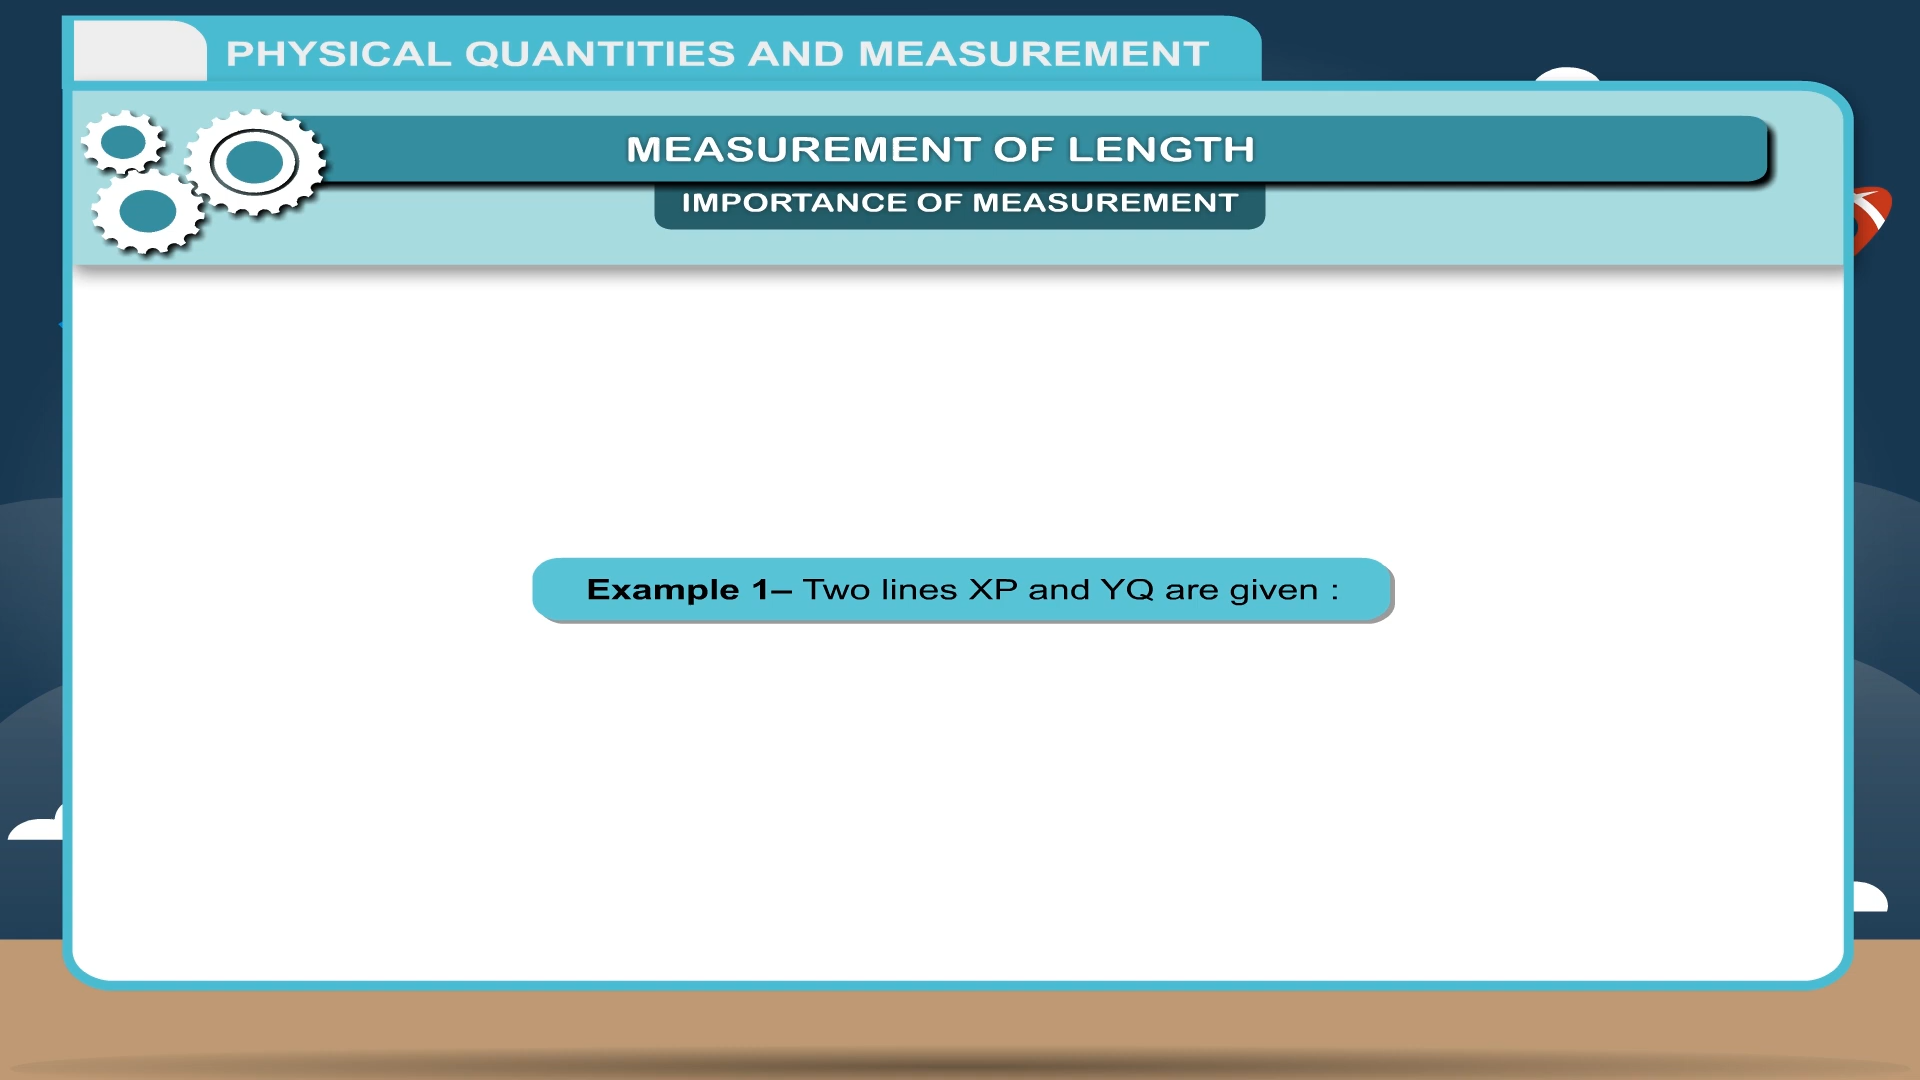 PHYSICAL QUANTITIES AND MEASUREMENT
MEASUREMENT OF LENGTH
IMPORTANCE OF MEASUREMENT
Example 1– Two lines XP and YQ are given :